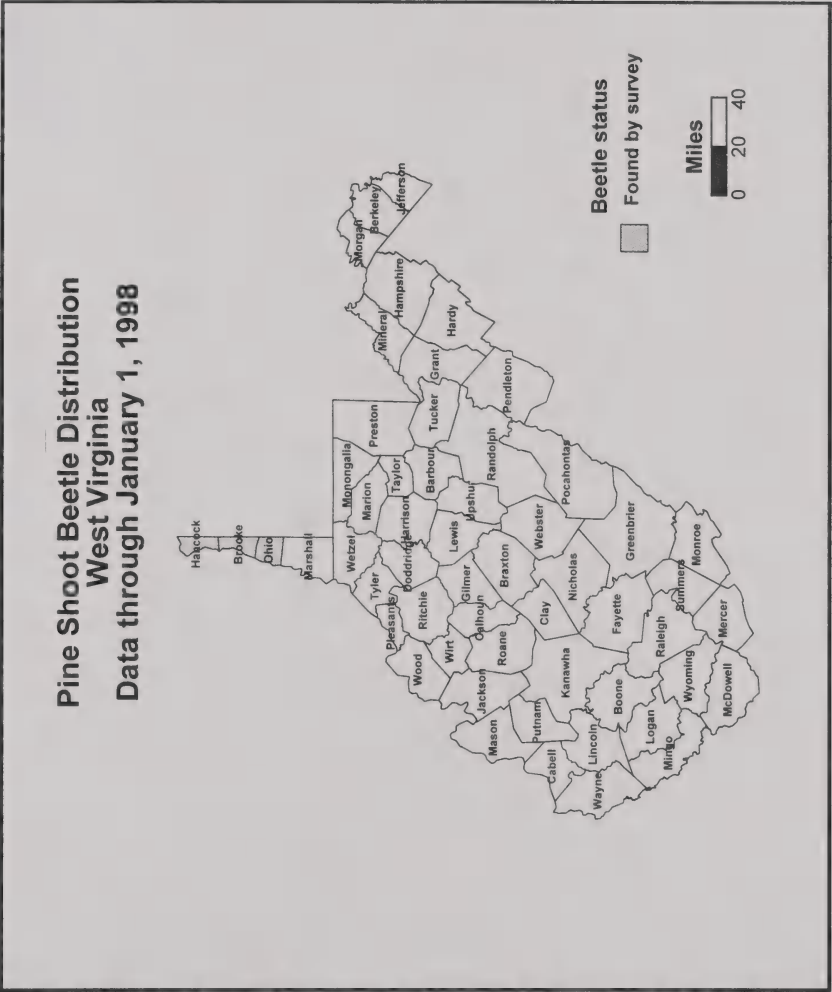 Pine Shoot Beetle Distribution
West Virginia
Data through January 1, 1998
Hancock
Brooke
Ohio
Marshall
Wetzel
Monongalia
Marion
Preston
Tyler
Pleasants
Doddridge
Harrison
Taylor
Barbour
Tucker
Mineral
Grant
Hampshire
Hardy
Morgan
Berkeley
Jefferson
Wood
Wirt
Ritchie
Calhoun
Gilmer
Lewis
Upshur
Randolph
Pendleton
Mason
Jackson
Roane
Braxton
Webster
Pocahontas
Putnam
Kanawha
Clay
Nicholas
Greenbrier
Cabell
Wayne
Lincoln
Boone
Fayette
Logan
Mingo
Raleigh
Summers
Monroe
Wyoming
McDowell
Mercer
Beetle status
Found by survey
Miles
0 20 40